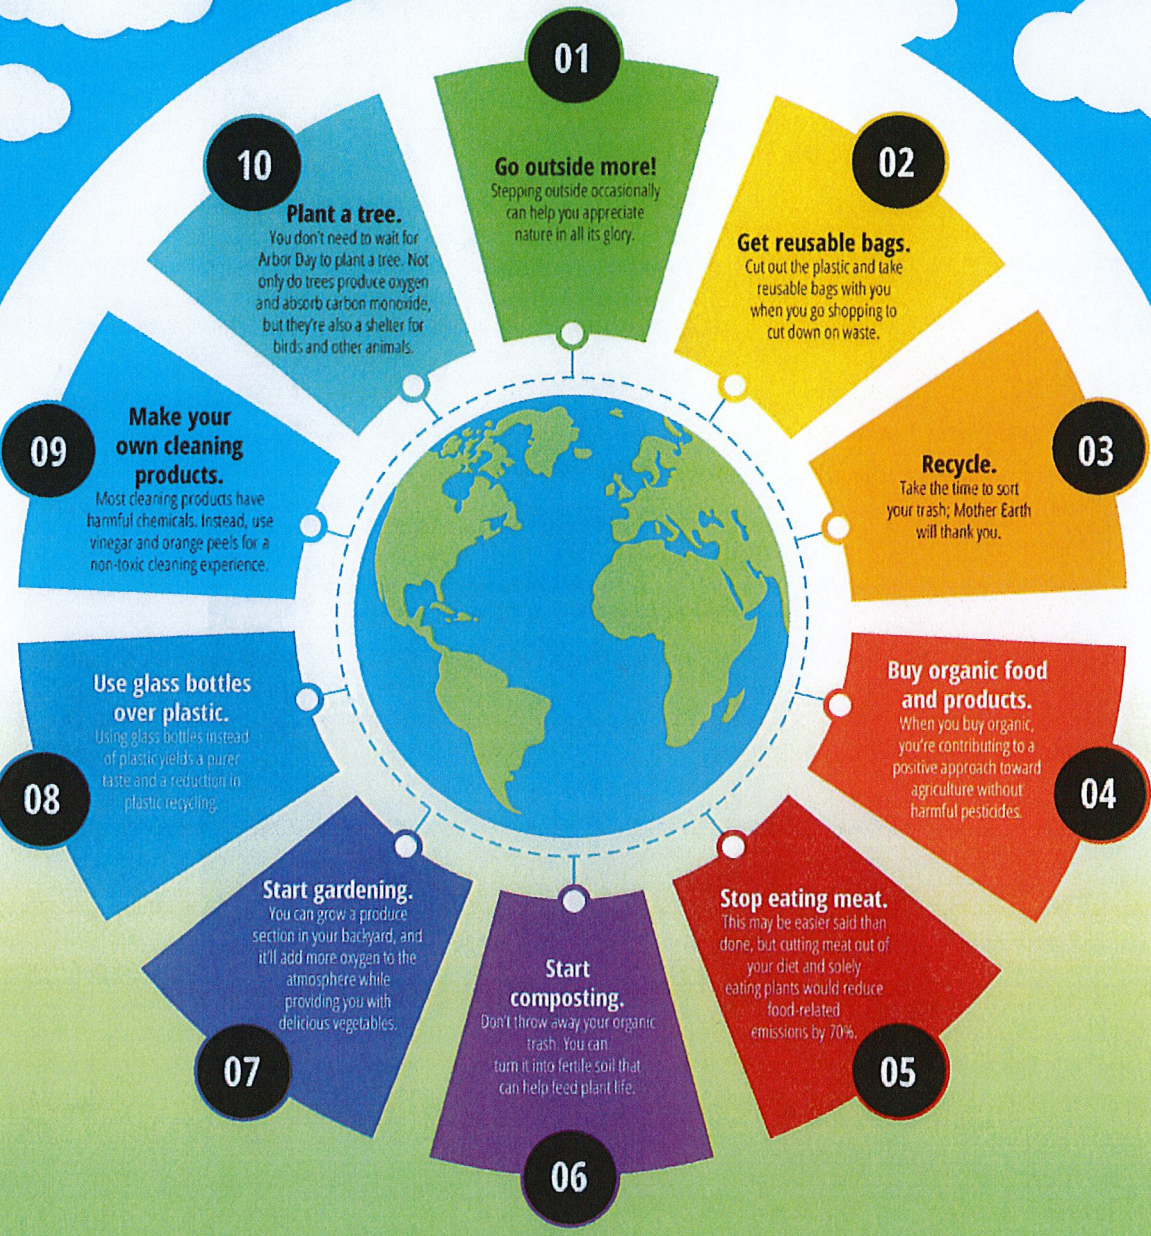 01
Go outside more!
Stepping outside occasionally
can help you appreciate
nature in all its glory.
02
Get reusable bags.
Cut out the plastic and take
reusable bags with you
when you go shopping to
cut down on waste.
03
Recycle.
Take the time to sort
your trash; Mother Earth
will thank you.
04
Buy organic food
and products.
When you buy organic,
you're contributing to a
positive approach toward
agriculture without
harmful pesticides.
05
Stop eating meat.
This may be easier said than
done, but cutting meat out of
your diet and solely
eating plants would reduce
food-related
emissions by 70%.
06
Start
composting.
Don't throw away your organic
trash. You can
turn it into fertile soil that
can help feed plant life.
07
Start gardening.
You can grow a produce
section in your backyard, and
it'll add more oxygen to the
atmosphere while
providing you with
delicious vegetables.
08
Use glass bottles
over plastic.
Using glass bottles instead
of plastic yields a purer
taste and a reduction in
plastic recycling.
09
Make your
own cleaning
products.
Most cleaning products have
harmful chemicals. Instead, use
vinegar and orange peels for a
non-toxic cleaning experience.
10
Plant a tree.
You don't need to wait for
Arbor Day to plant a tree. Not
only do trees produce oxygen
and absorb carbon monoxide,
but they're also a shelter for
birds and other animals.